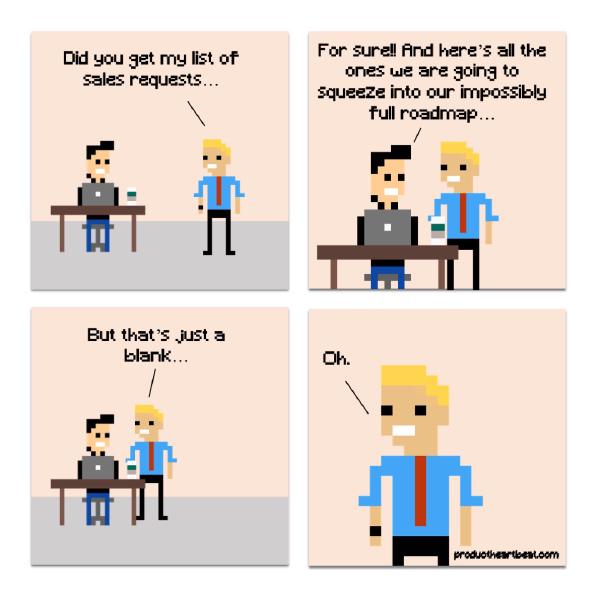 Did you get my list of
sales requests...
For sure!! And here's all the
ones we are going to
squeeze into our impossibly
full roadmap...
But that's just a
blank...
Oh.
productheartbeat.com